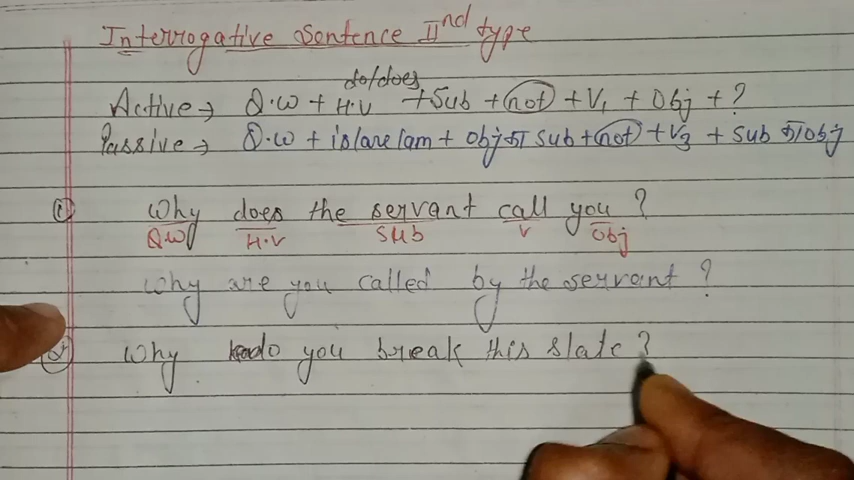 Interrogative Sentence IInd type
do/does
Active → Q.W + H.V + Sub + not + V1 + Obj + ?
Passive → Q.W + is/are/am + Obj का Sub + not + V3 + Sub का obj
① Why does the servant call you ?
Q.W H.V Sub V Obj
Why are you called by the servant ?
② Why do you break this slate ?